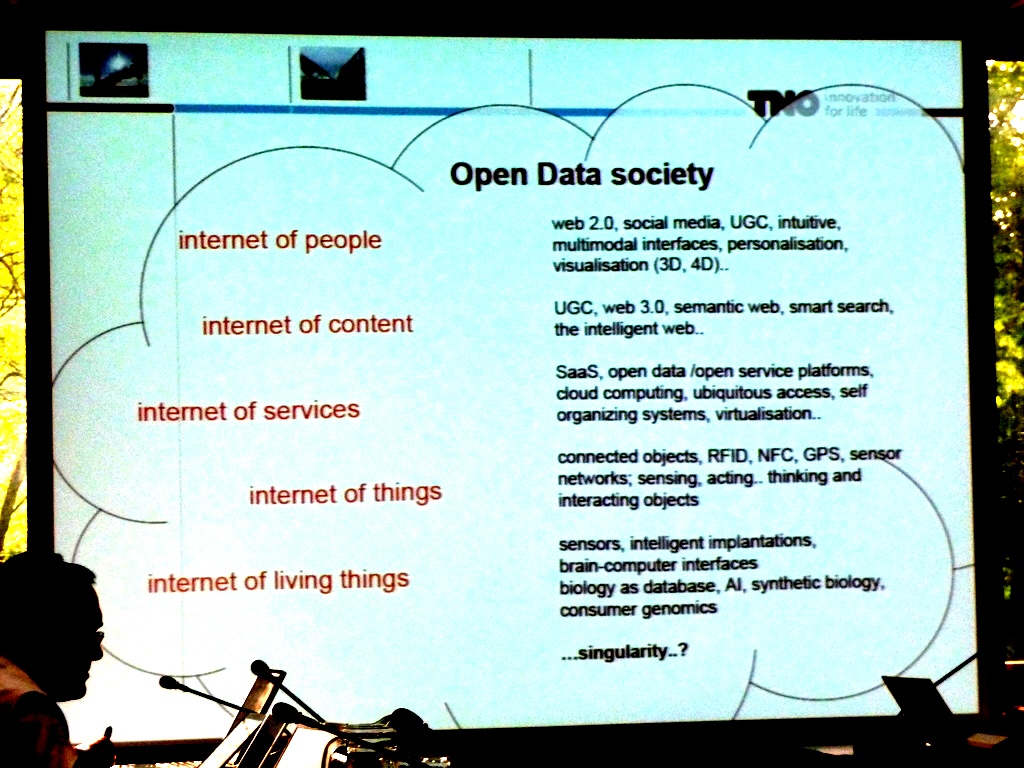 TNO innovation
for life
Open Data society
internet of people
web 2.0, social media, UGC, intuitive,
multimodal interfaces, personalisation,
visualisation (3D, 4D)..
internet of content
UGC, web 3.0, semantic web, smart search,
the intelligent web..
internet of services
SaaS, open data /open service platforms,
cloud computing, ubiquitous access, self
organizing systems, virtualisation..
internet of things
connected objects, RFID, NFC, GPS, sensor
networks; sensing, acting.. thinking and
interacting objects
internet of living things
sensors, intelligent implantations,
brain-computer interfaces
biology as database, AI, synthetic biology,
consumer genomics
...singularity..?